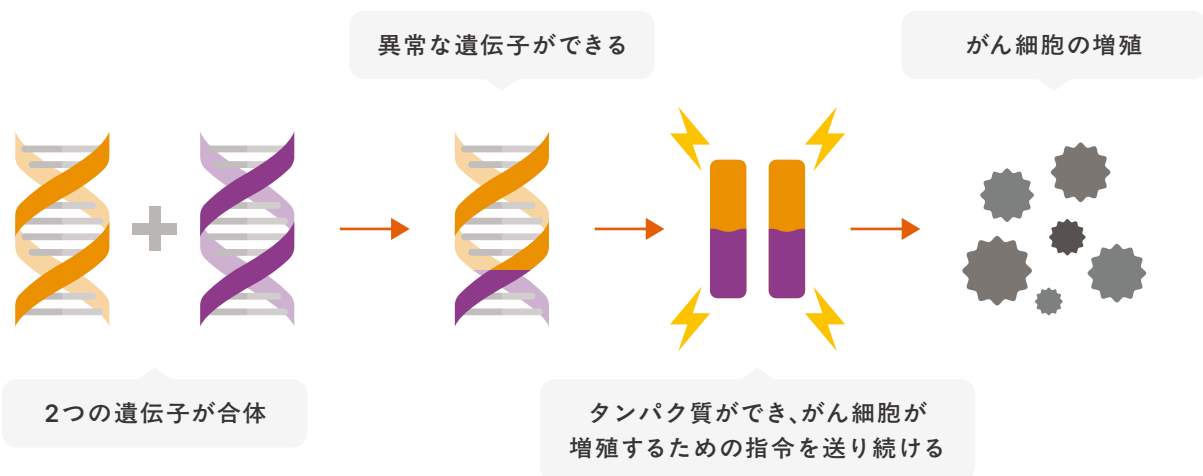 異常な遺伝子ができる
がん細胞の増殖
2つの遺伝子が合体
タンパク質ができ、がん細胞が
増殖するための指令を送り続ける